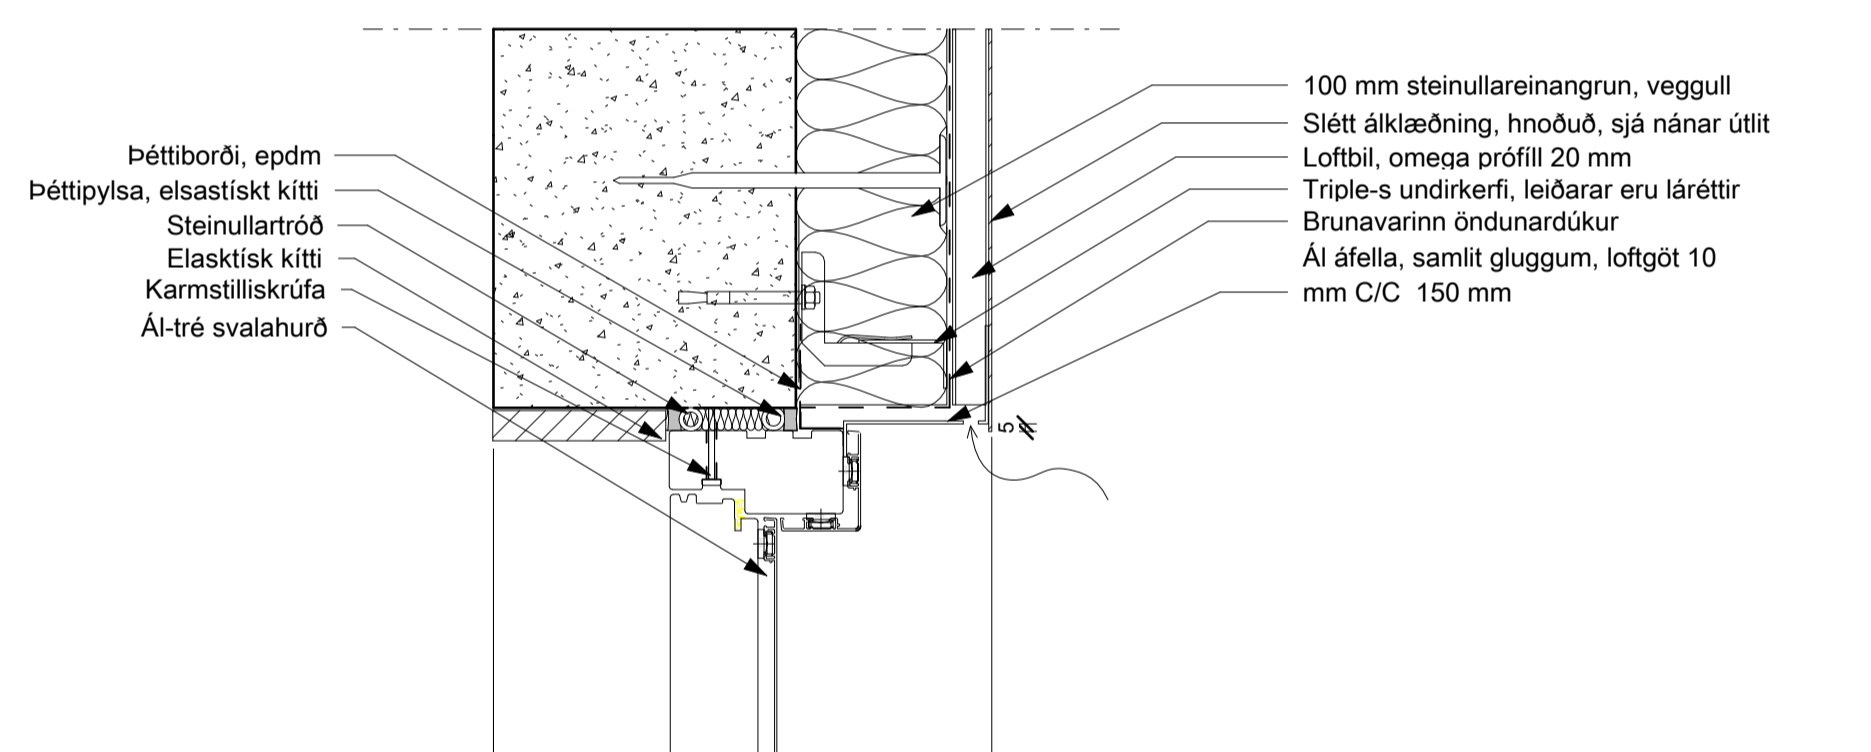 Þéttiborði, epdm
Þéttipylsa, elsastískt kítti
Steinullartróð
Elasktísk kítti
Karmstilliskrúfa
Ál-tré svalahurð
100 mm steinullareinangrun, veggull
Slétt álklæðning, hnoðuð, sjá nánar útlit
Loftbil, omega prófíll 20 mm
Triple-s undirkerfi, leiðarar eru láréttir
Brunavarinn öndunardúkur
Ál áfella, samlit gluggum, loftgöt 10
mm C/C 150 mm
5